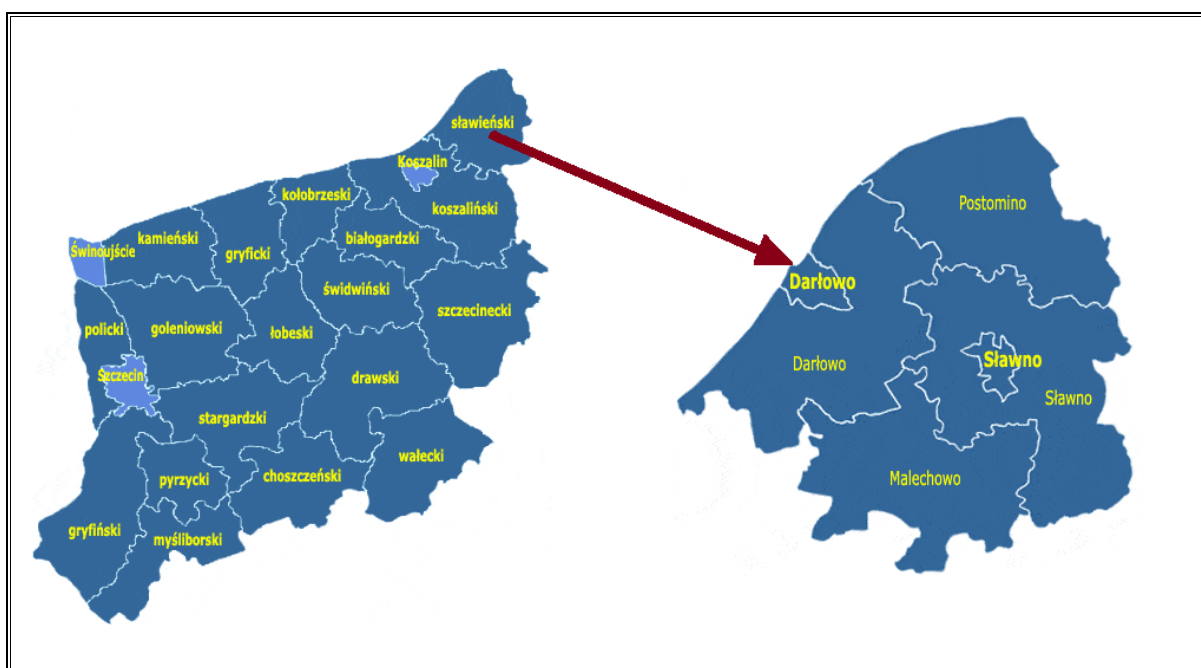 sławieński
Koszalin
kołobrzeski
koszaliński
kamieński
białogardzki
Świnoujście
gryficki
świdwiński
szczecinecki
policki
goleniowski
łobeski
Szczecin
drawski
stargardzki
wałecki
pyrzycki
choszczeński
gryfiński
myśliborski
Postomino
Darłowo
Darłowo
Sławno
Sławno
Malechowo